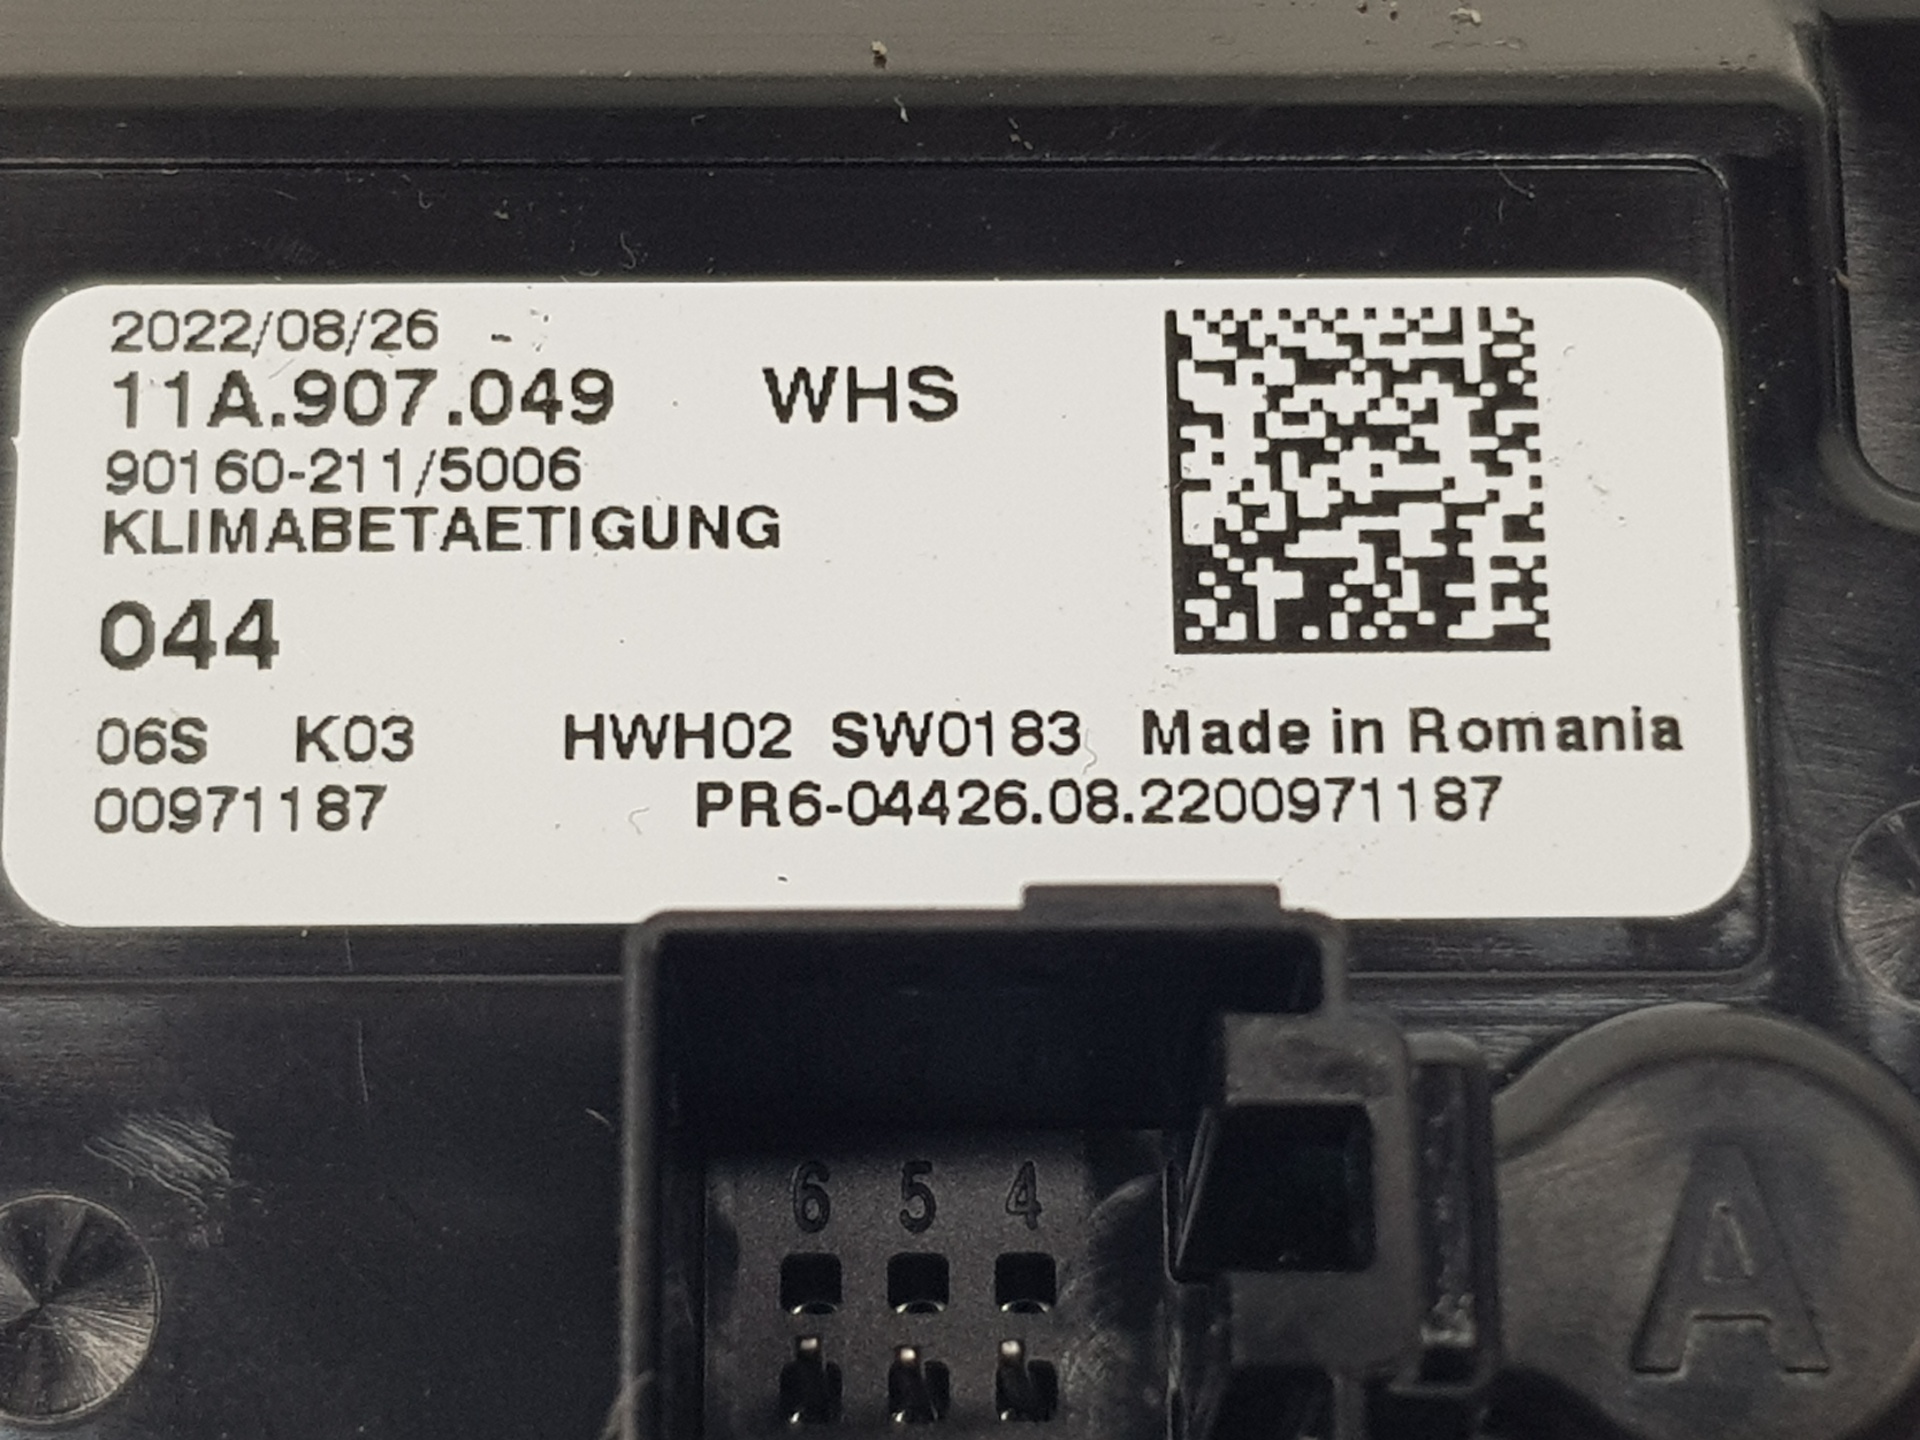 2022/08/26
11A.907.049 WHS
90160-211/5006
KLIMABETAETIGUNG
044
06S K03 HWH02 SW0183 Made in Romania
00971187 PR6-04426.08.2200971187
6 5 4
A